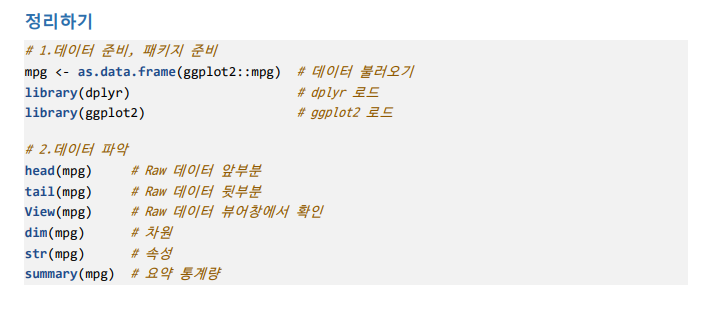 정리하기
# 1.데이터 준비, 패키지 준비
mpg <- as.data.frame(ggplot2::mpg)  # 데이터 불러오기
library(dplyr)                      # dplyr 로드
library(ggplot2)                    # ggplot2 로드

# 2.데이터 파악
head(mpg)     # Raw 데이터 앞부분
tail(mpg)     # Raw 데이터 뒷부분
View(mpg)     # Raw 데이터 뷰어창에서 확인
dim(mpg)      # 차원
str(mpg)      # 속성
summary(mpg)  # 요약 통계량